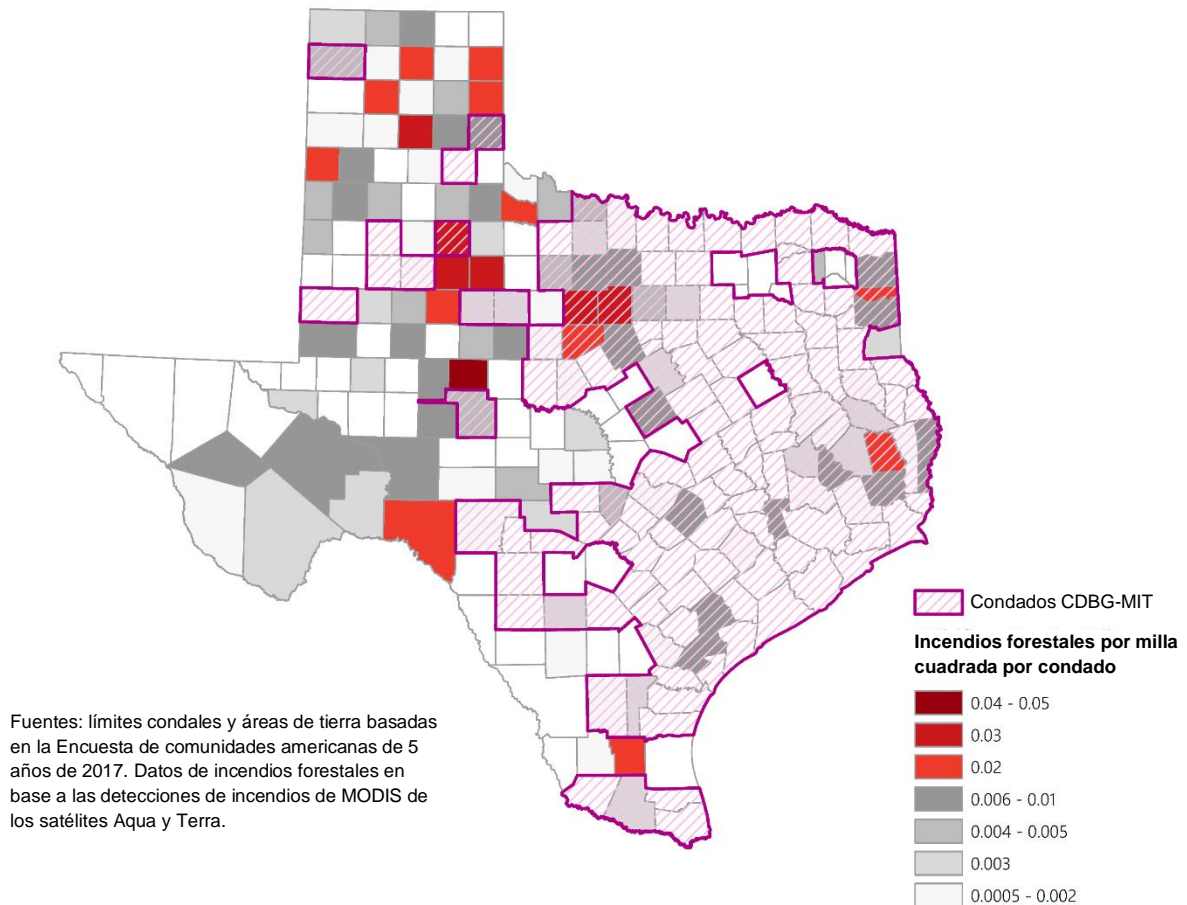 Condados CDBG-MIT
Incendios forestales por milla
cuadrada por condado
0.04 - 0.05
0.03
0.02
0.006 - 0.01
0.004 - 0.005
0.003
0.0005 - 0.002
Fuentes: límites condales y áreas de tierra basadas
en la Encuesta de comunidades americanas de 5
años de 2017. Datos de incendios forestales en
base a las detecciones de incendios de MODIS de
los satélites Aqua y Terra.